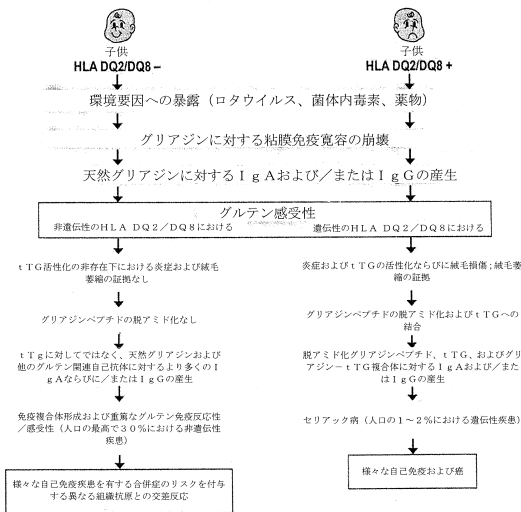 子供
HLA DQ2/DQ8 −
子供
HLA DQ2/DQ8 +
環境要因への暴露（ロタウイルス、菌体内毒素、薬物）
グリアジンに対する粘膜免疫寛容の崩壊
天然グリアジンに対するＩｇＡおよび／またはＩｇＧの産生
グルテン感受性
非遺伝性のＨＬＡ ＤＱ２／ＤＱ８における
遺伝性のＨＬＡ ＤＱ２／ＤＱ８における
ｔＴＧ活性化の非存在下における炎症および絨毛
萎縮の証拠なし
グリアジンペプチドの脱アミド化なし
ｔＴｇに対してではなく、天然グリアジンおよび
他のグルテン関連自己抗体に対するより多くのＩ
ｇＡならびに／またはＩｇＧの産生
免疫複合体形成および重篤なグルテン免疫反応性
／感受性（人口の最高で３０％における非遺伝性
疾患）
様々な自己免疫疾患を有する合併症のリスクを付与
する異なる組織抗原との交差反応
炎症およびｔＴＧの活性化ならびに絨毛損傷；絨毛萎
縮の証拠
グリアジンペプチドの脱アミド化およびｔＴＧへの
結合
脱アミド化グリアジンペプチド、ｔＴＧ、およびグリ
アジン－ｔＴＧ複合体に対するＩｇＡおよび／また
はＩｇＧの産生
セリアック病（人口の１～２％における遺伝性疾患）
様々な自己免疫および癌